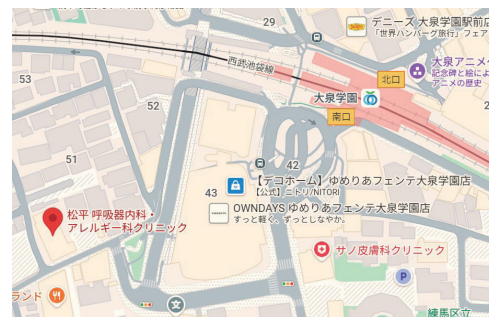 29
デニーズ 大泉学園駅前店
「世界ハンバーグ旅行」フェア
西武池袋線
北口
大泉アニメ
記念碑と絵によ
アニメの歴史
53
大泉学園
南口
52
2
51
42
43
【デコホーム】ゆめりあフェンテ大泉学園店
【公式】ニトリ/NITORI
OWNDAYS ゆめりあフェンテ大泉学園店
すっと軽く、ずっとしなやか。
松平 呼吸器内科・
アレルギー科クリニック
サノ皮膚科クリニック
P
ランド
文
練馬区立